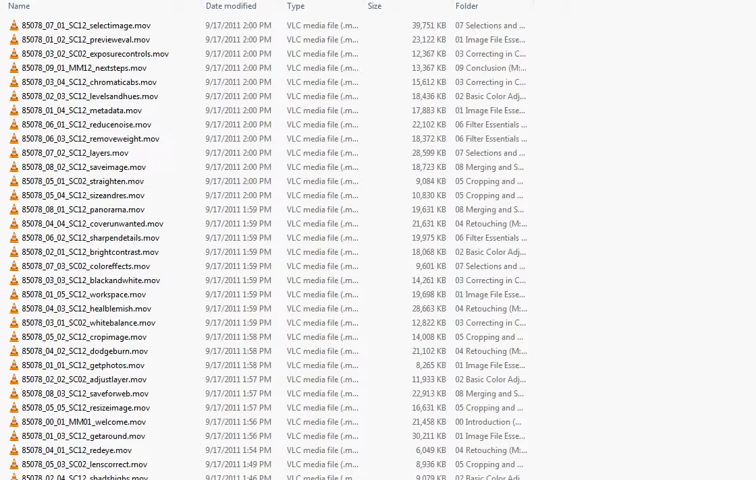 Name Date modified Type Size Folder
85078_07_01_SC12_selectimage.mov 9/17/2011 2:00 PM VLC media file (.m... 39,751 KB 07 Selections and ...
85078_01_02_SC12_previeweval.mov 9/17/2011 2:00 PM VLC media file (.m... 23,122 KB 01 Image File Esse...
85078_03_02_SC02_exposurecontrols.mov 9/17/2011 2:00 PM VLC media file (.m... 12,367 KB 03 Correcting in C...
85078_09_01_MM12_nextsteps.mov 9/17/2011 2:00 PM VLC media file (.m... 13,367 KB 09 Conclusion (M:...
85078_03_04_SC12_chromaticabs.mov 9/17/2011 2:00 PM VLC media file (.m... 15,612 KB 03 Correcting in C...
85078_02_03_SC12_levelsandhues.mov 9/17/2011 2:00 PM VLC media file (.m... 18,436 KB 02 Basic Color Adj...
85078_01_04_SC12_metadata.mov 9/17/2011 2:00 PM VLC media file (.m... 17,883 KB 01 Image File Esse...
85078_06_01_SC12_reducenoise.mov 9/17/2011 2:00 PM VLC media file (.m... 22,102 KB 06 Filter Essentials ...
85078_06_03_SC12_removeweight.mov 9/17/2011 2:00 PM VLC media file (.m... 18,372 KB 06 Filter Essentials ...
85078_07_02_SC12_layers.mov 9/17/2011 2:00 PM VLC media file (.m... 28,599 KB 07 Selections and ...
85078_08_02_SC12_saveimage.mov 9/17/2011 2:00 PM VLC media file (.m... 18,723 KB 08 Merging and S...
85078_05_01_SC02_straighten.mov 9/17/2011 2:00 PM VLC media file (.m... 9,084 KB 05 Cropping and ...
85078_05_04_SC12_sizeandres.mov 9/17/2011 2:00 PM VLC media file (.m... 10,830 KB 05 Cropping and ...
85078_08_01_SC12_panorama.mov 9/17/2011 1:59 PM VLC media file (.m... 19,631 KB 08 Merging and S...
85078_04_04_SC12_coverunwanted.mov 9/17/2011 1:59 PM VLC media file (.m... 21,631 KB 04 Retouching (M:...
85078_06_02_SC12_sharpendetails.mov 9/17/2011 1:59 PM VLC media file (.m... 19,975 KB 06 Filter Essentials ...
85078_02_01_SC12_brightcontrast.mov 9/17/2011 1:59 PM VLC media file (.m... 18,068 KB 02 Basic Color Adj...
85078_07_03_SC02_coloreffects.mov 9/17/2011 1:59 PM VLC media file (.m... 9,601 KB 07 Selections and ...
85078_03_03_SC12_blackandwhite.mov 9/17/2011 1:59 PM VLC media file (.m... 14,261 KB 03 Correcting in C...
85078_01_05_SC12_workspace.mov 9/17/2011 1:59 PM VLC media file (.m... 19,698 KB 01 Image File Esse...
85078_04_03_SC12_healblemish.mov 9/17/2011 1:59 PM VLC media file (.m... 28,663 KB 04 Retouching (M:...
85078_03_01_SC02_whitebalance.mov 9/17/2011 1:59 PM VLC media file (.m... 12,822 KB 03 Correcting in C...
85078_05_02_SC12_cropimage.mov 9/17/2011 1:58 PM VLC media file (.m... 14,008 KB 05 Cropping and ...
85078_04_02_SC12_dodgeburn.mov 9/17/2011 1:58 PM VLC media file (.m... 21,102 KB 04 Retouching (M:...
85078_01_01_SC12_getphotos.mov 9/17/2011 1:58 PM VLC media file (.m... 8,265 KB 01 Image File Esse...
85078_02_02_SC02_adjustlayer.mov 9/17/2011 1:57 PM VLC media file (.m... 11,933 KB 02 Basic Color Adj...
85078_08_03_SC12_saveforweb.mov 9/17/2011 1:57 PM VLC media file (.m... 22,913 KB 08 Merging and S...
85078_05_05_SC12_resizeimage.mov 9/17/2011 1:57 PM VLC media file (.m... 16,631 KB 05 Cropping and ...
85078_00_01_MM01_welcome.mov 9/17/2011 1:56 PM VLC media file (.m... 21,458 KB 00 Introduction (...
85078_01_03_SC12_getaround.mov 9/17/2011 1:56 PM VLC media file (.m... 30,211 KB 01 Image File Esse...
85078_04_01_SC12_redeye.mov 9/17/2011 1:54 PM VLC media file (.m... 6,049 KB 04 Retouching (M:...
85078_05_03_SC02_lenscorrect.mov 9/17/2011 1:49 PM VLC media file (.m... 8,936 KB 05 Cropping and ...
85078_02_04_SC12_shadshighs.mov 9/17/2011 1:46 PM VLC media file (.m... 9,079 KB 02 Basic Color Adj...